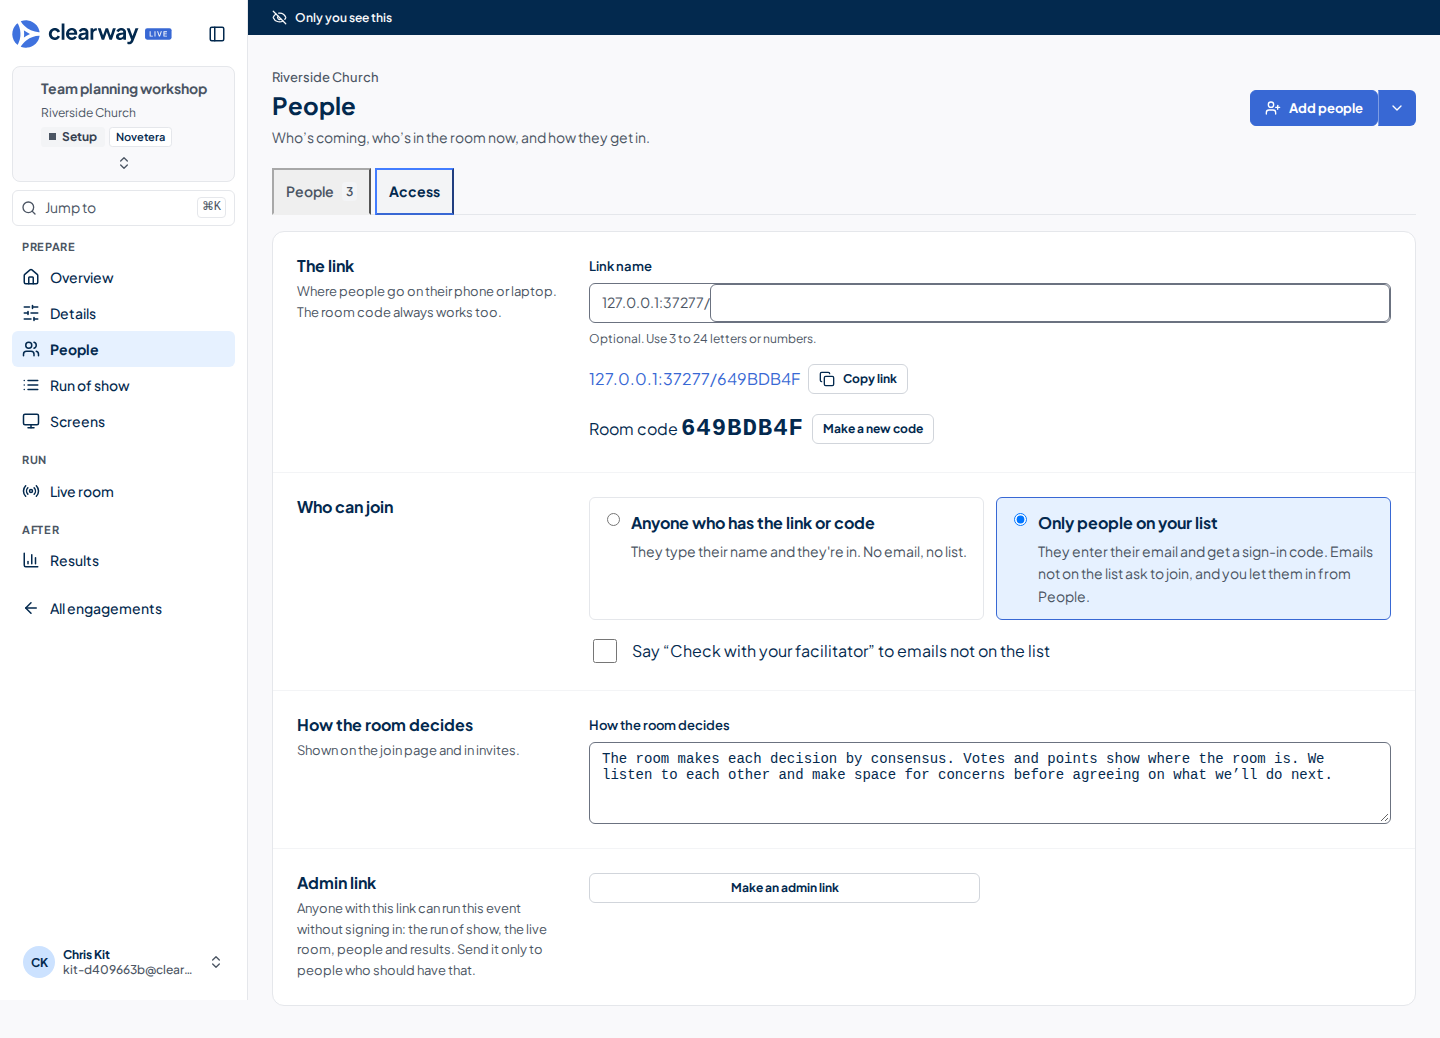 clearway LIVE
Only you see this
Team planning workshop
Riverside Church
Setup Novetera
Jump to ⌘K
PREPARE
Overview
Details
People
Run of show
Screens
RUN
Live room
AFTER
Results
All engagements
CK
Chris Kit
kit-d409663b@clear...
Riverside Church
People
Who's coming, who's in the room now, and how they get in.
Add people
People 3
Access
The link
Where people go on their phone or laptop.
The room code always works too.
Link name
127.0.0.1:37277/
Optional. Use 3 to 24 letters or numbers.
127.0.0.1:37277/649BDB4F Copy link
Room code 649BDB4F Make a new code
Who can join
Anyone who has the link or code
They type their name and they're in. No email, no list.
Only people on your list
They enter their email and get a sign-in code. Emails
not on the list ask to join, and you let them in from
People.
Say “Check with your facilitator” to emails not on the list
How the room decides
Shown on the join page and in invites.
How the room decides
The room makes each decision by consensus. Votes and points show where the room is. We
listen to each other and make space for concerns before agreeing on what we’ll do next.
Admin link
Anyone with this link can run this event
without signing in: the run of show, the live
room, people and results. Send it only to
people who should have that.
Make an admin link